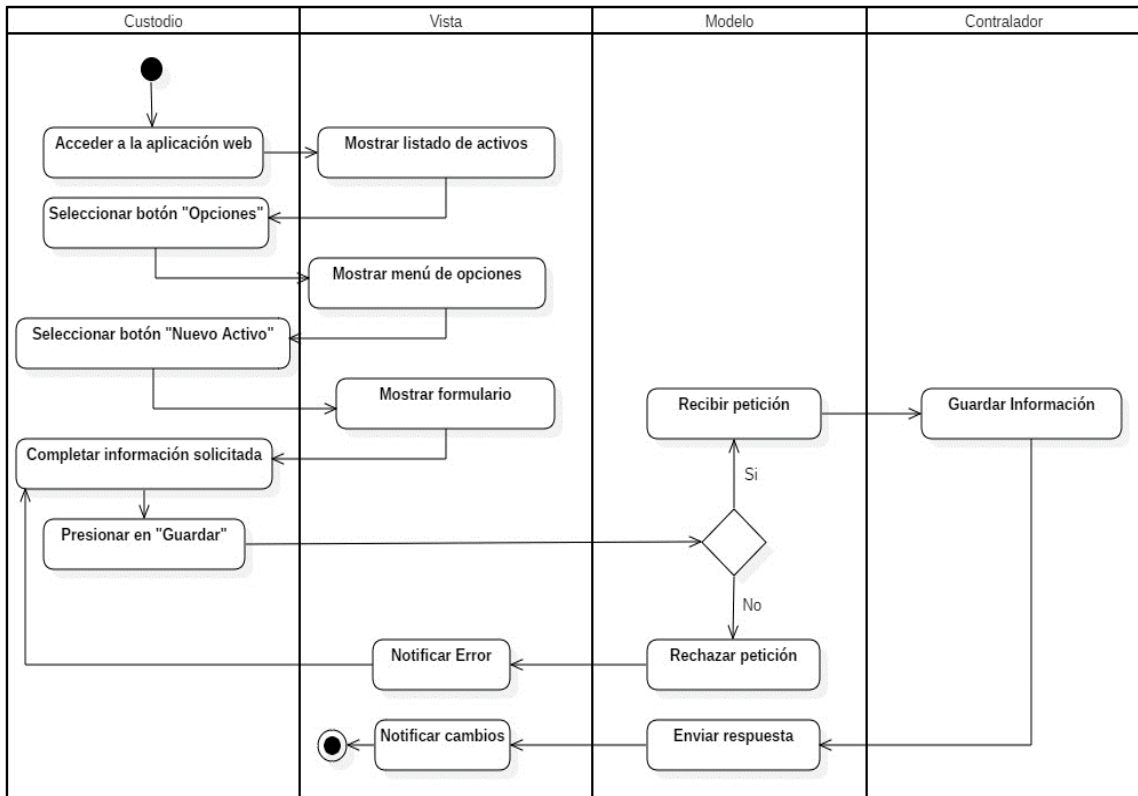 Custodio
Vista
Modelo
Contralador
Acceder a la aplicación web
Mostrar listado de activos
Seleccionar botón "Opciones"
Mostrar menú de opciones
Seleccionar botón "Nuevo Activo"
Mostrar formulario
Recibir petición
Guardar Información
Completar información solicitada
Si
Presionar en "Guardar"
No
Notificar Error
Rechazar petición
Notificar cambios
Enviar respuesta